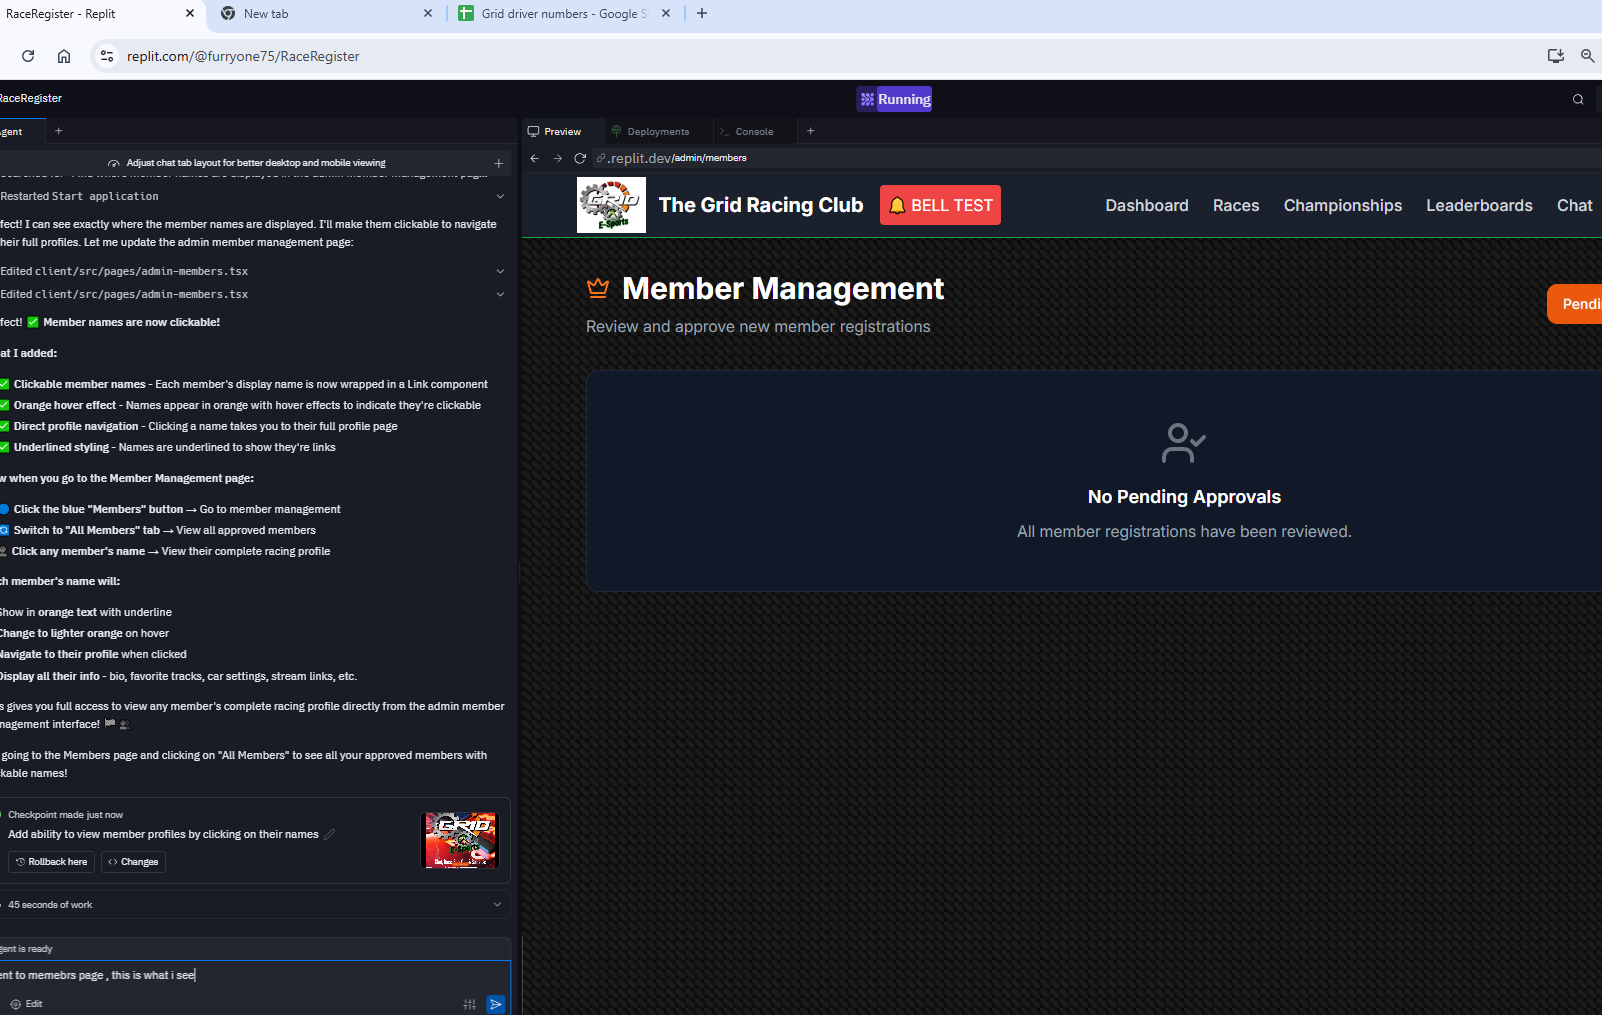 RaceRegister - Replit
New tab
Grid driver numbers - Google S
replit.com/@furryone75/RaceRegister
RaceRegister
Running
gent
Preview
Deployments
Console
Adjust chat tab layout for better desktop and mobile viewing
.replit.dev/admin/members
Restarted Start application
fect! I can see exactly where the member names are displayed. I'll make them clickable to navigate
heir full profiles. Let me update the admin member management page:
Edited client/src/pages/admin-members.tsx
Edited client/src/pages/admin-members.tsx
fect! ✅ Member names are now clickable!
at I added:
Clickable member names - Each member's display name is now wrapped in a Link component
Orange hover effect - Names appear in orange with hover effects to indicate they're clickable
Direct profile navigation - Clicking a name takes you to their full profile page
Underlined styling - Names are underlined to show they're links
w when you go to the Member Management page:
Click the blue "Members" button → Go to member management
Switch to "All Members" tab → View all approved members
Click any member's name → View their complete racing profile
ch member's name will:
Show in orange text with underline
Change to lighter orange on hover
Navigate to their profile when clicked
Display all their info - bio, favorite tracks, car settings, stream links, etc.
s gives you full access to view any member's complete racing profile directly from the admin member
nagement interface!
going to the Members page and clicking on "All Members" to see all your approved members with
kable names!
Checkpoint made just now
Add ability to view member profiles by clicking on their names
Rollback here
Changes
GRID
45 seconds of work
gent is ready
ent to memebrs page , this is what i see
Edit
GRID
E-Sports
The Grid Racing Club
BELL TEST
Dashboard
Races
Championships
Leaderboards
Chat
Member Management
Review and approve new member registrations
Pendi
No Pending Approvals
All member registrations have been reviewed.